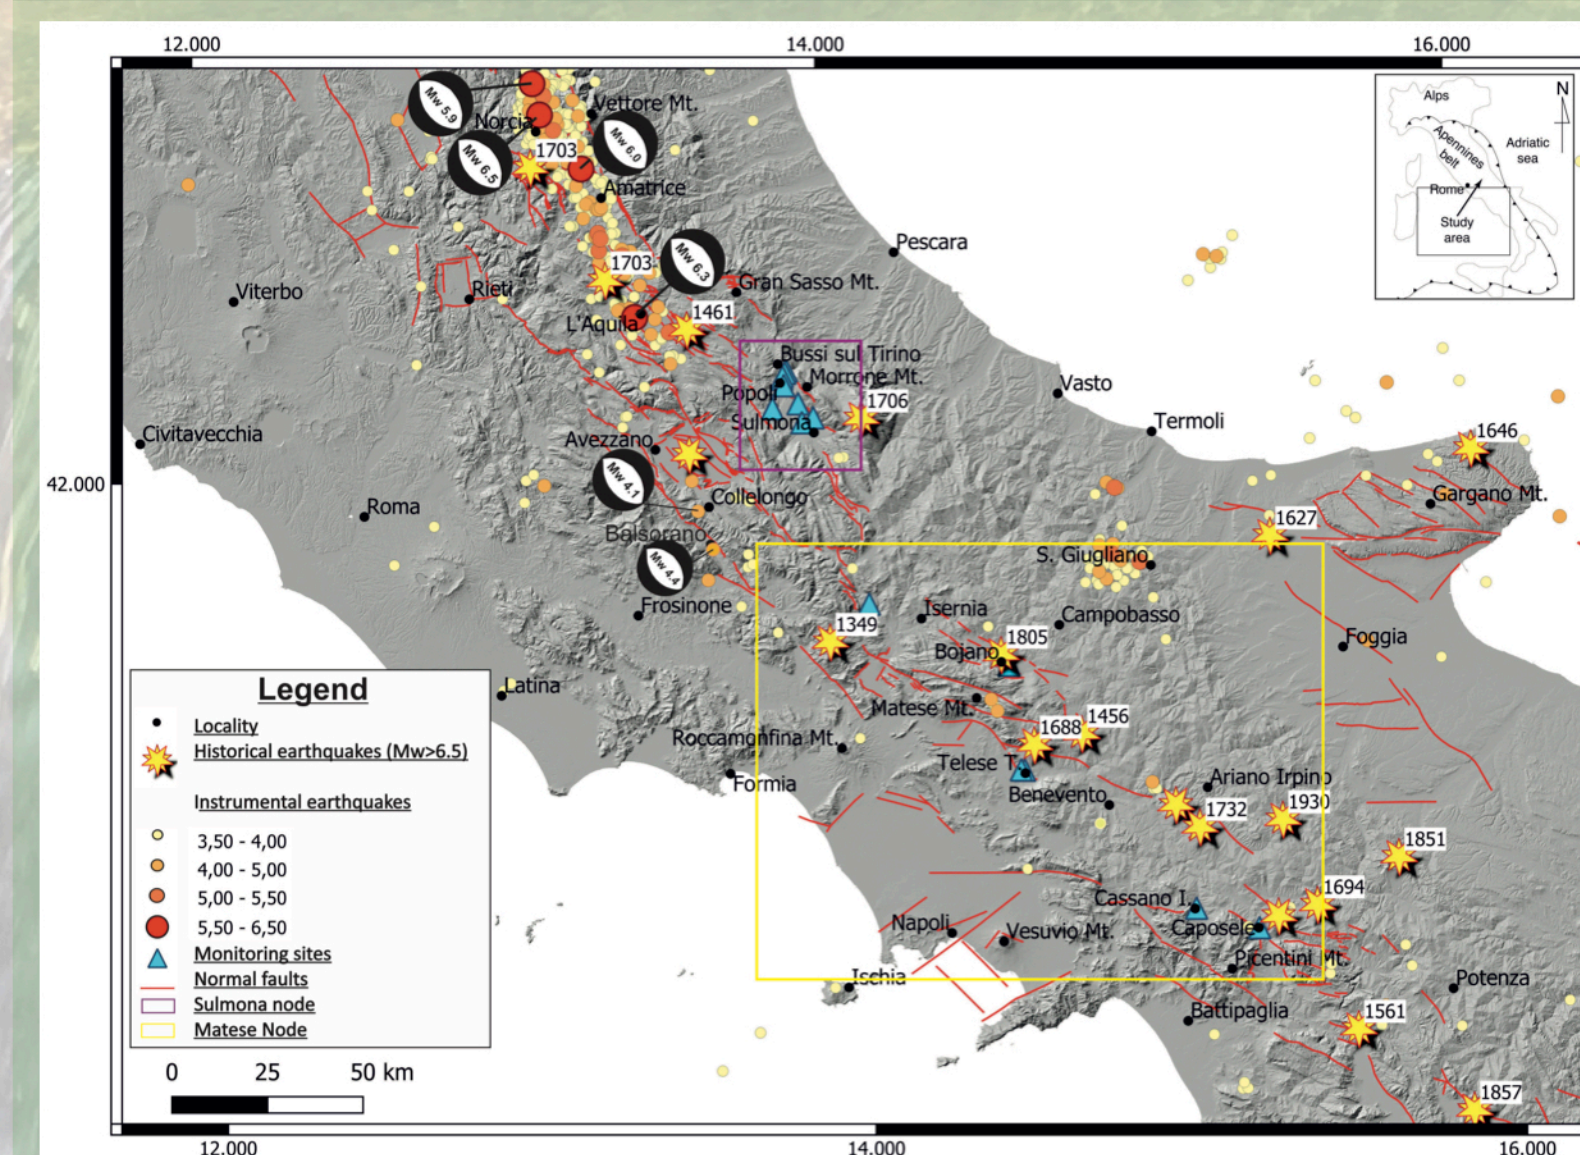 12.000
14.000
16.000
Mw 5.9
Vettore Mt.
Norcia
Mw 6.0
1703
Mw 6.5
Amatrice
Alps
N
Apennines
belt
Adriatic
sea
Rome
Study
area
Pescara
1703
Mw 6.3
Gran Sasso Mt.
Viterbo
Rieti
1461
L'Aquila
Bussi sul Tirino
Morrone Mt.
Popoli
Vasto
1706
Sulmona
Termoli
Civitavecchia
Avezzano
1646
42.000
Mw 4.1
Collelongo
Gargano Mt.
Roma
1627
Balsorano
S. Giugliano
Mw 4.4
Frosinone
Isernia
Campobasso
1349
1805
Foggia
Bojano
Latina
Matese Mt.
1688
1456
Roccamonfina Mt.
Telese T.
Ariano Irpino
Formia
Benevento
1732
1930
1851
1694
Cassano I.
Napoli
Caposele
Vesuvio Mt.
Picentini Mt.
Ischia
Potenza
Battipaglia
1561
1857
Legend
Locality
Historical earthquakes (Mw>6.5)
Instrumental earthquakes
3,50 - 4,00
4,00 - 5,00
5,00 - 5,50
5,50 - 6,50
Monitoring sites
Normal faults
Sulmona node
Matese Node
0 25 50 km
12.000
14.000
16.000